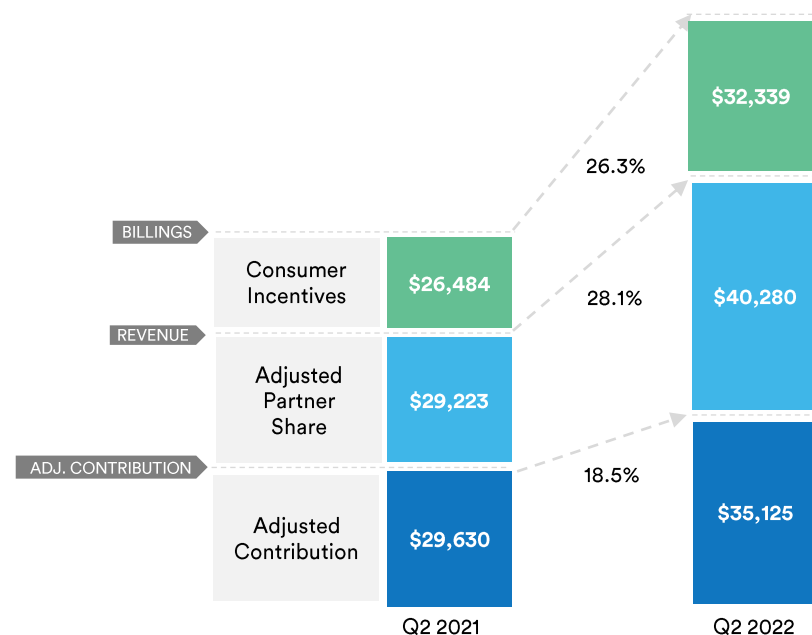 $32,339
26.3%
BILLINGS
Consumer
Incentives
$26,484
28.1%
$40,280
REVENUE
Adjusted
Partner
Share
$29,223
ADJ. CONTRIBUTION
18.5%
$35,125
Adjusted
Contribution
$29,630
Q2 2021
Q2 2022